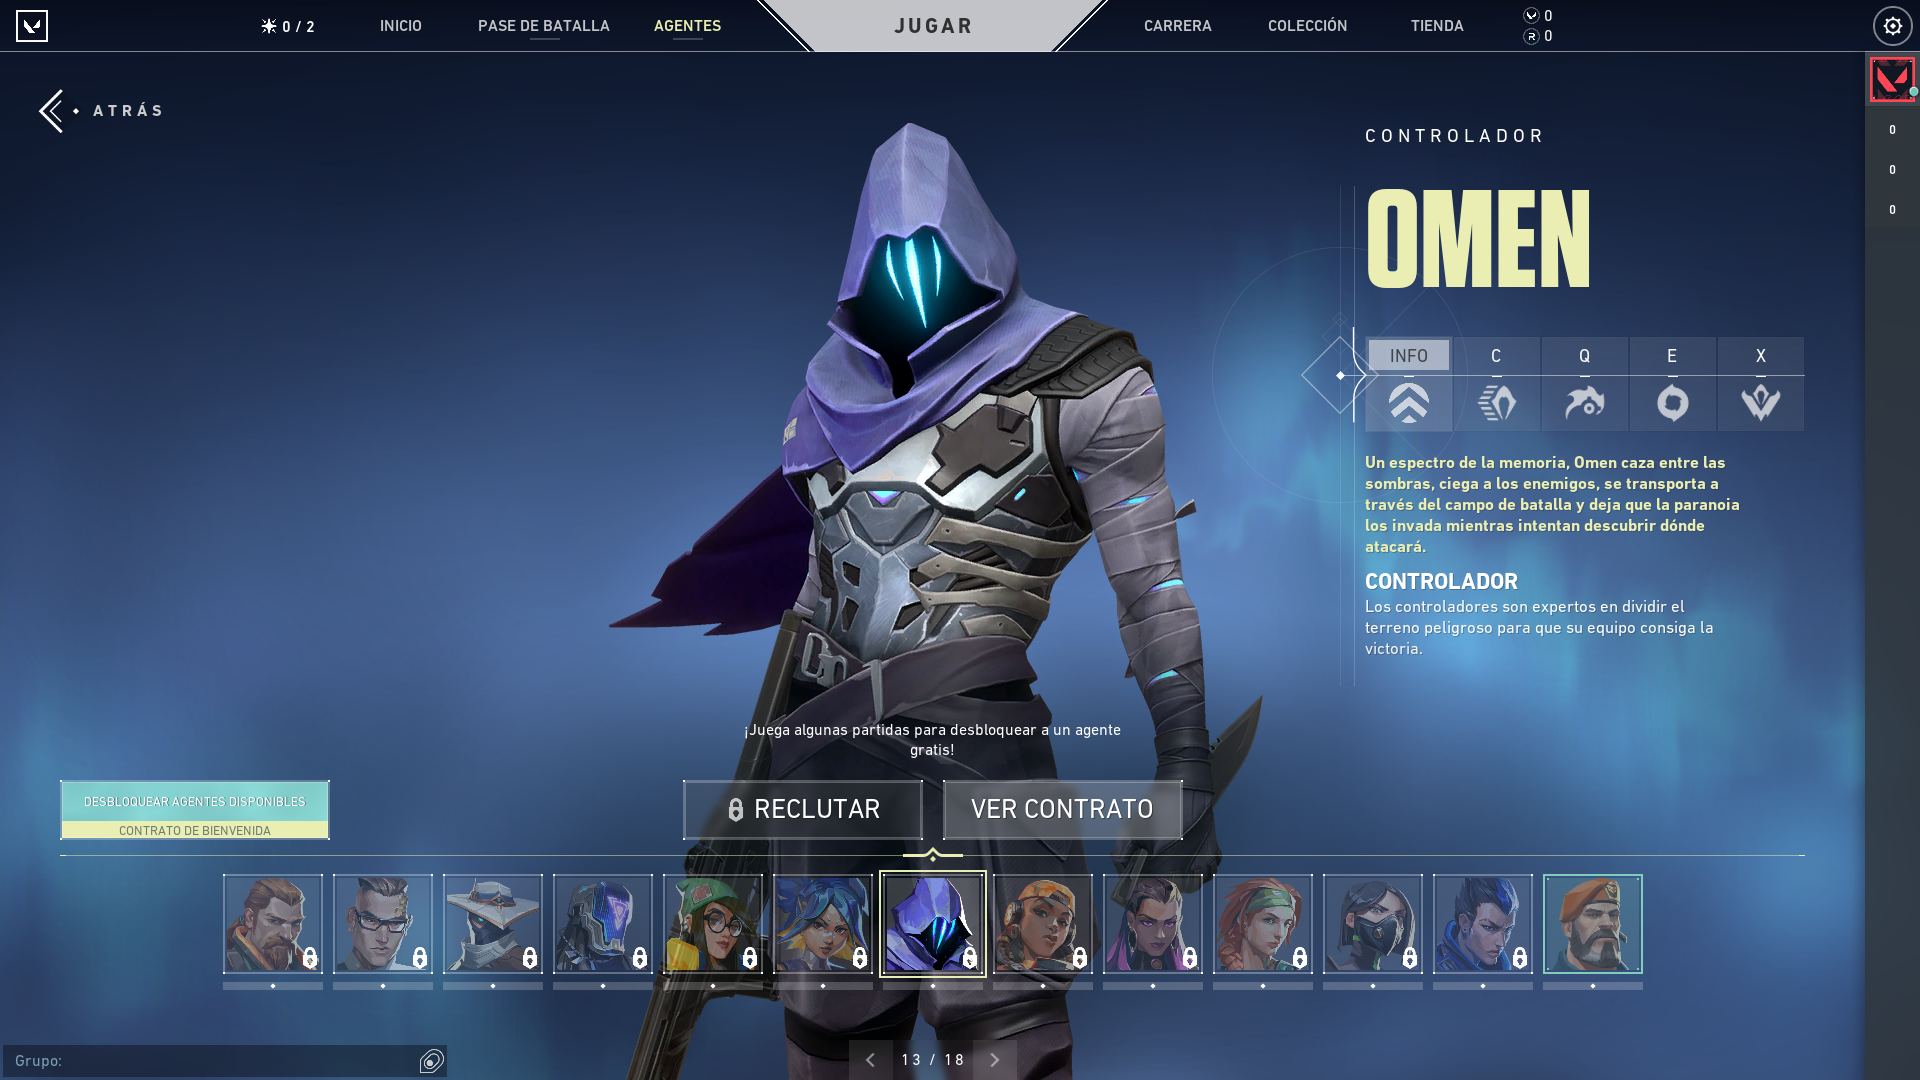 0 / 2
INICIO
PASE DE BATALLA
AGENTES
JUGAR
CARRERA
COLECCIÓN
TIENDA
0
R 0
ATRÁS
0
0
0
CONTROLADOR
OMEN
INFO
C
Q
E
X
Un espectro de la memoria, Omen caza entre las
sombras, ciega a los enemigos, se transporta a
través del campo de batalla y deja que la paranoia
los invada mientras intentan descubrir dónde
atacará.
CONTROLADOR
Los controladores son expertos en dividir el
terreno peligroso para que su equipo consiga la
victoria.
¡Juega algunas partidas para desbloquear a un agente
gratis!
DESBLOQUEAR AGENTES DISPONIBLES
CONTRATO DE BIENVENIDA
RECLUTAR
VER CONTRATO
Grupo:
13 / 18